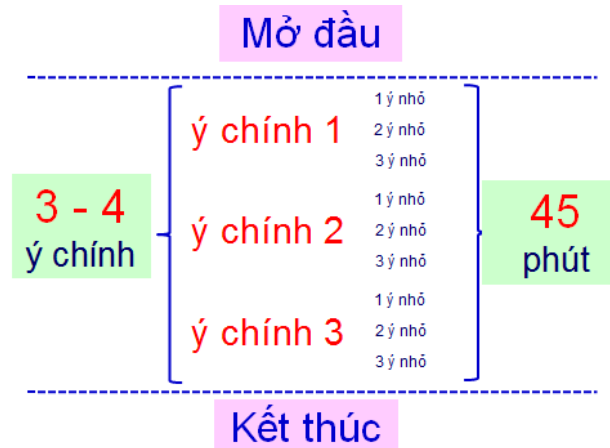 Mở đầu
3 - 4
ý chính
ý chính 1
1 ý nhỏ
2 ý nhỏ
3 ý nhỏ
ý chính 2
1 ý nhỏ
2 ý nhỏ
3 ý nhỏ
ý chính 3
1 ý nhỏ
2 ý nhỏ
3 ý nhỏ
45
phút
Kết thúc